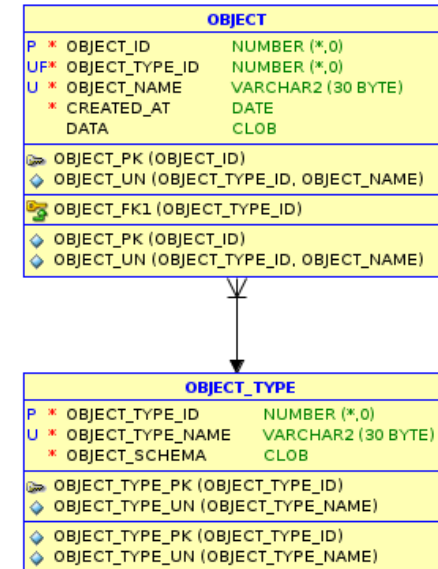 OBJECT
P * OBJECT_ID NUMBER (*,0)
UF* OBJECT_TYPE_ID NUMBER (*,0)
U * OBJECT_NAME VARCHAR2 (30 BYTE)
* CREATED_AT DATE
DATA CLOB
OBJECT_PK (OBJECT_ID)
OBJECT_UN (OBJECT_TYPE_ID, OBJECT_NAME)
OBJECT_FK1 (OBJECT_TYPE_ID)
OBJECT_PK (OBJECT_ID)
OBJECT_UN (OBJECT_TYPE_ID, OBJECT_NAME)
OBJECT_TYPE
P * OBJECT_TYPE_ID NUMBER (*,0)
U * OBJECT_TYPE_NAME VARCHAR2 (30 BYTE)
* OBJECT_SCHEMA CLOB
OBJECT_TYPE_PK (OBJECT_TYPE_ID)
OBJECT_TYPE_UN (OBJECT_TYPE_NAME)
OBJECT_TYPE_PK (OBJECT_TYPE_ID)
OBJECT_TYPE_UN (OBJECT_TYPE_NAME)